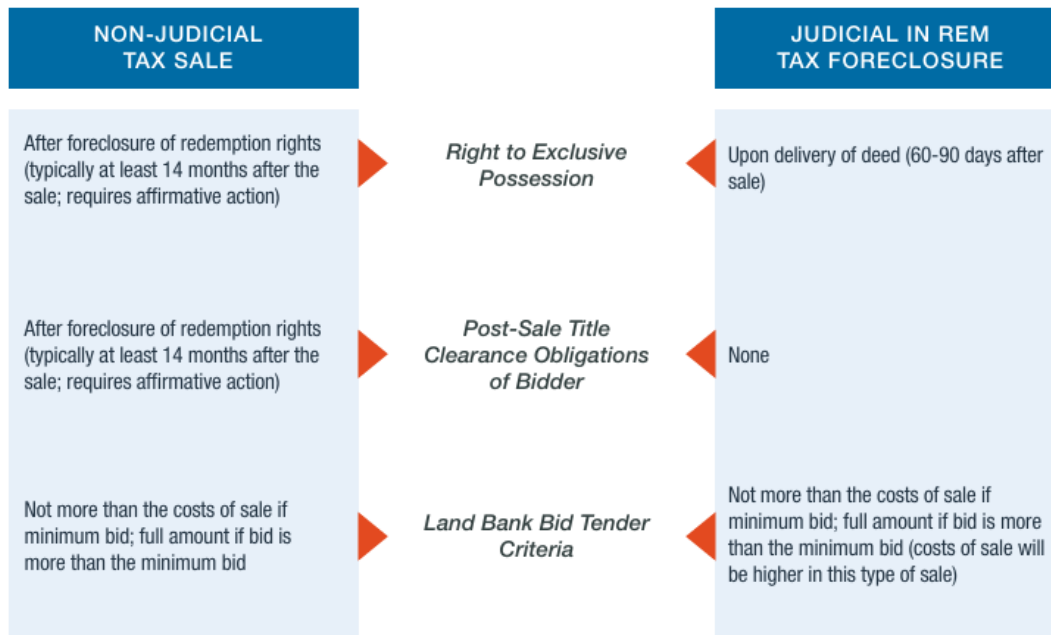 NON-JUDICIAL
TAX SALE
JUDICIAL IN REM
TAX FORECLOSURE
After foreclosure of redemption rights
(typically at least 14 months after the
sale; requires affirmative action)
Right to Exclusive
Possession
Upon delivery of deed (60-90 days after
sale)
After foreclosure of redemption rights
(typically at least 14 months after the
sale; requires affirmative action)
Post-Sale Title
Clearance Obligations
of Bidder
None
Not more than the costs of sale if
minimum bid; full amount if bid is
more than the minimum bid
Land Bank Bid Tender
Criteria
Not more than the costs of sale if
minimum bid; full amount if bid is more
than the minimum bid (costs of sale will
be higher in this type of sale)